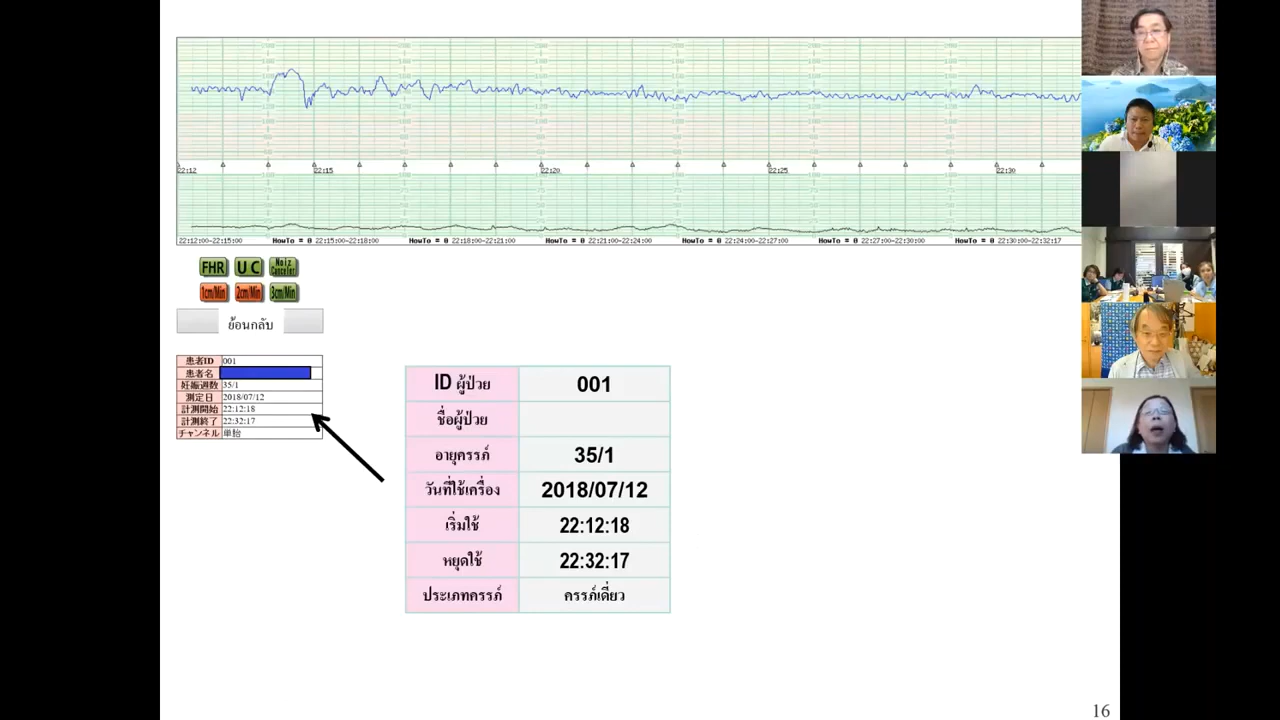 22:12
22:15
22:20
22:25
22:30
22:12:00~22:15:00 HowTo = 0 22:15:00~22:18:00 HowTo = 0 22:18:00~22:21:00 HowTo = 0 22:21:00~22:24:00 HowTo = 0 22:24:00~22:27:00 HowTo = 0 22:27:00~22:30:00 HowTo = 0 22:30:00~22:32:17
FHR UC
1cm/Min 2cm/Min 3cm/Min
ย้อนกลับ
患者ID 001
患者名
妊娠週数 35/1
測定日 2018/07/12
計測開始 22:12:18
計測終了 22:32:17
チャンネル 単胎
ID ผู้ป่วย 001
ชื่อผู้ป่วย
อายุครรภ์ 35/1
วันที่ใช้เครื่อง 2018/07/12
เริ่มใช้ 22:12:18
หยุดใช้ 22:32:17
ประเภทครรภ์ ครรภ์เดี่ยว
16